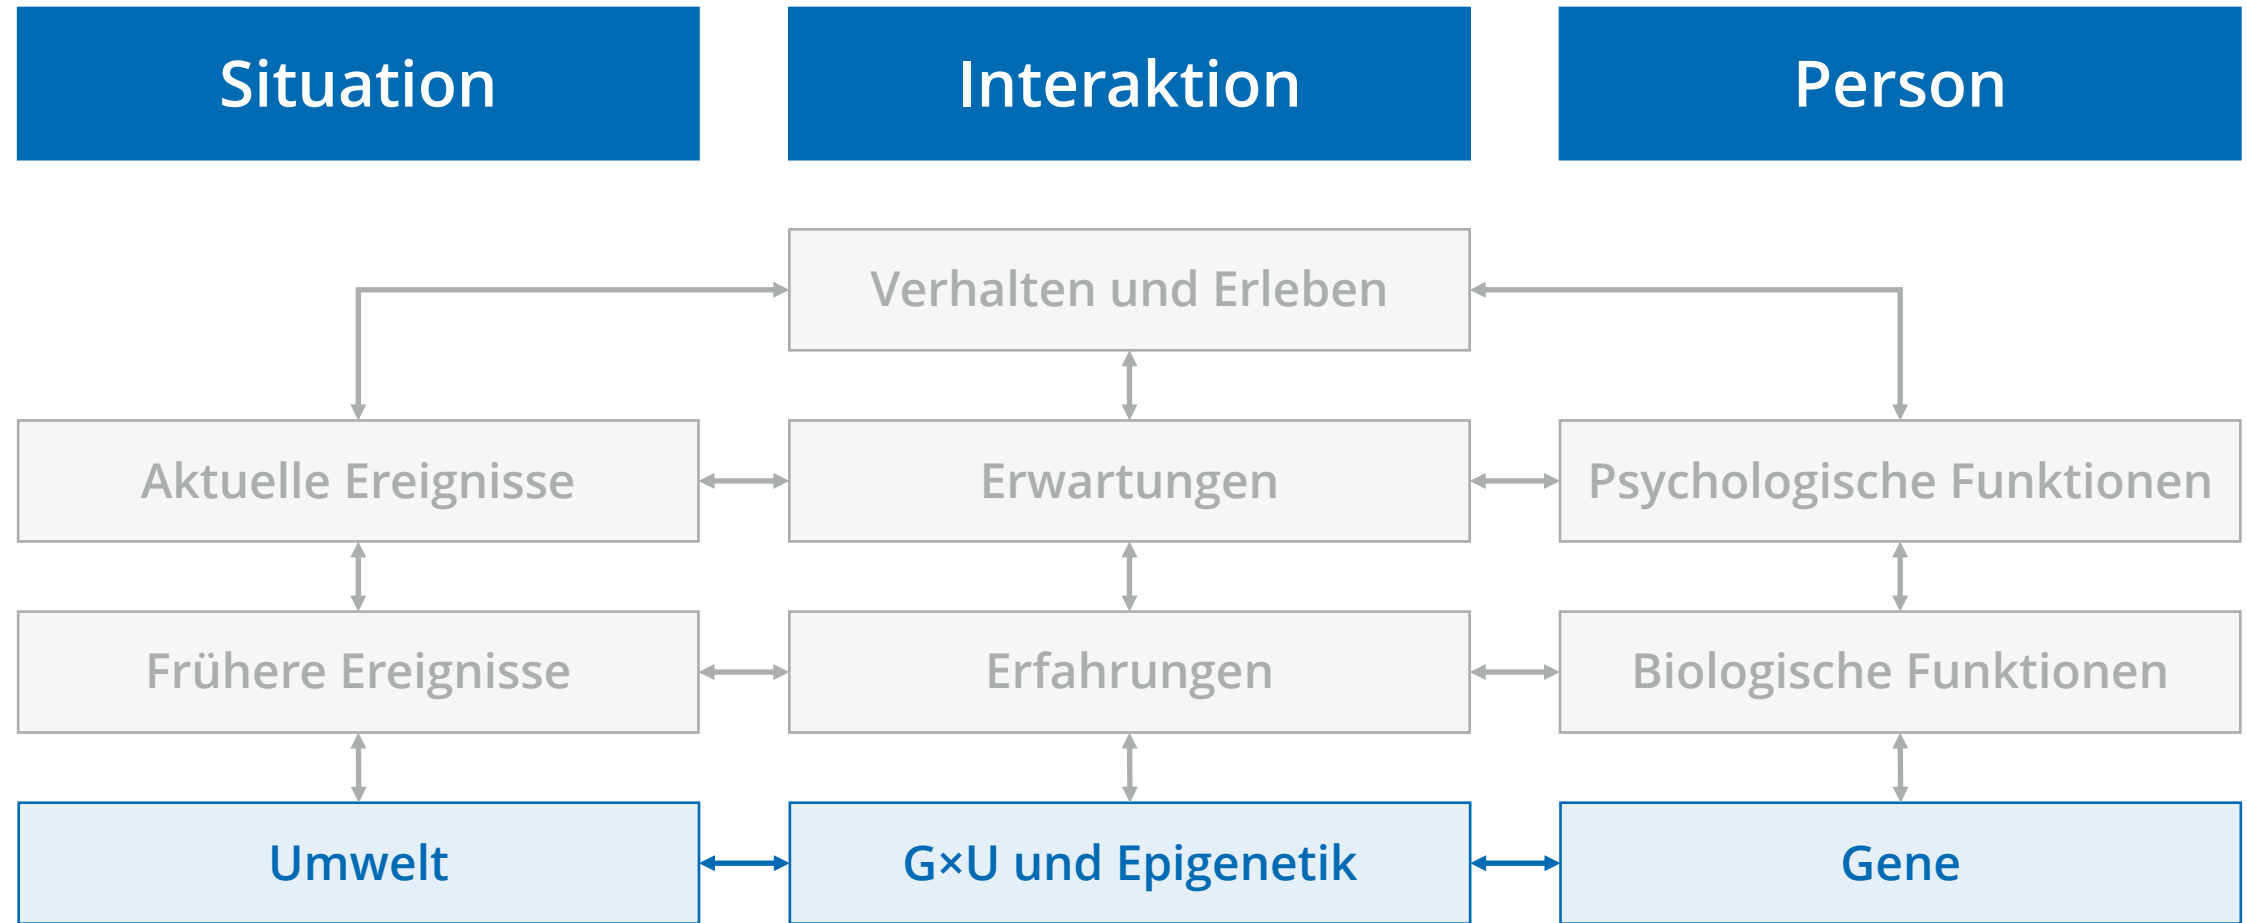 Situation
Interaktion
Person
Verhalten und Erleben
Aktuelle Ereignisse
Erwartungen
Psychologische Funktionen
Frühere Ereignisse
Erfahrungen
Biologische Funktionen
Umwelt
G×U und Epigenetik
Gene